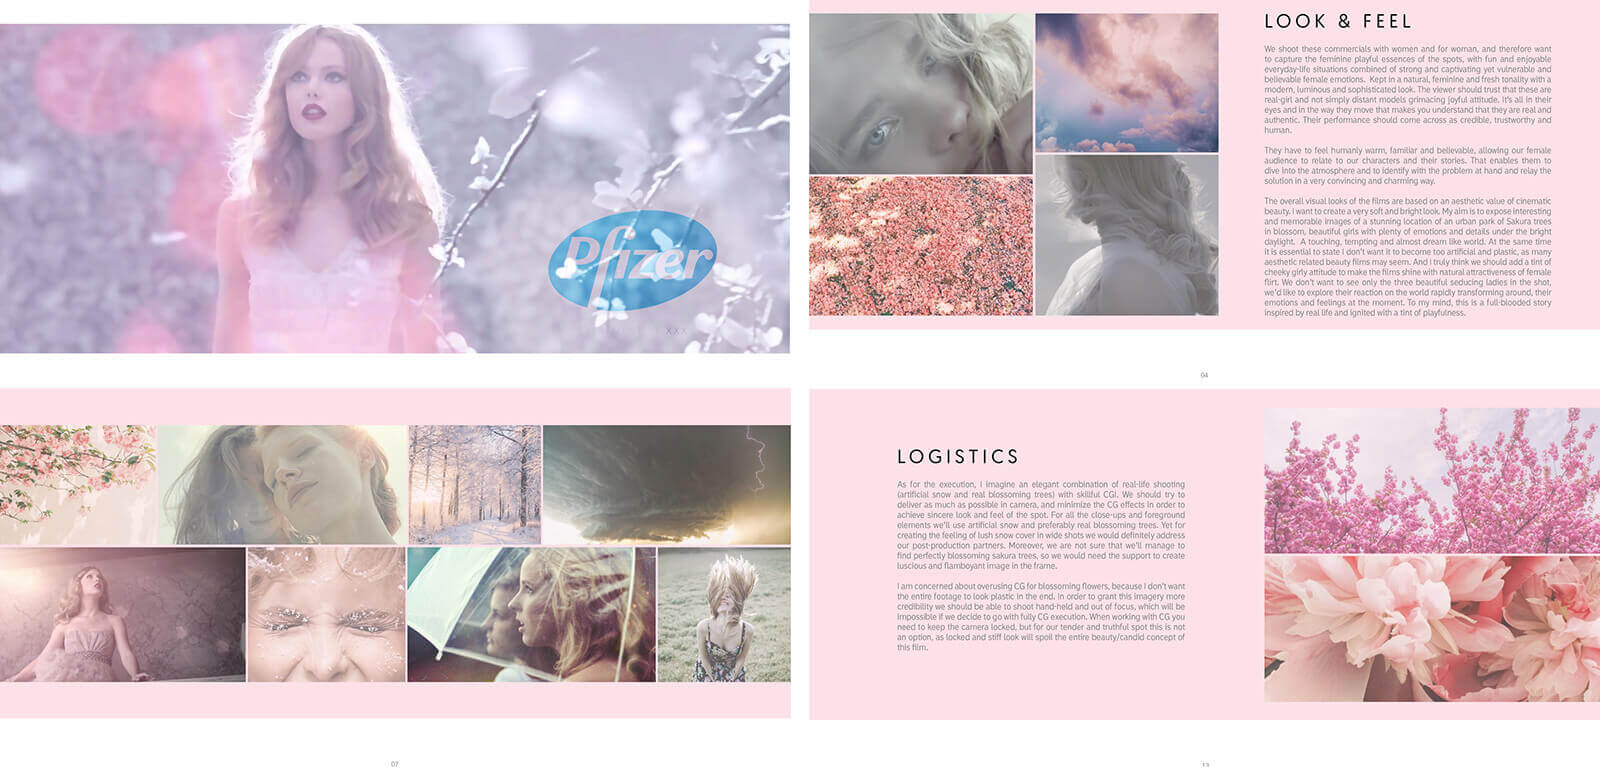 Pfizer
XXX
LOOK & FEEL
We shoot these commercials with women and for woman, and therefore want
to capture the feminine playful essences of the spots, with fun and enjoyable
everyday-life situations combined of strong and captivating yet vulnerable and
believable female emotions. Kept in a natural, feminine and fresh tonality with a
modern, luminous and sophisticated look. The viewer should trust that these are
real-girl and not simply distant models grimacing joyful attitude. It's all in their
eyes and in the way they move that makes you understand that they are real and
authentic. Their performance should come across as credible, trustworthy and
human.
They have to feel humanly warm, familiar and believable, allowing our female
audience to relate to our characters and their stories. That enables them to
dive into the atmosphere and to identify with the problem at hand and relay the
solution in a very convincing and charming way.
The overall visual looks of the films are based on an aesthetic value of cinematic
beauty. I want to create a very soft and bright look. My aim is to expose interesting
and memorable images of a stunning location of an urban park of Sakura trees
in blossom, beautiful girls with plenty of emotions and details under the bright
daylight. A touching, tempting and almost dream like world. At the same time
it is essential to state I don't want it to become too artificial and plastic, as many
aesthetic related beauty films may seem. And I truly think we should add a tint of
cheeky girly attitude to make the films shine with natural attractiveness of female
flirt. We don't want to see only the three beautiful seducing ladies in the shot,
we'd like to explore their reaction on the world rapidly transforming around, their
emotions and feelings at the moment. To my mind, this is a full-blooded story
inspired by real life and ignited with a tint of playfulness.
04
07
LOGISTICS
As for the execution, I imagine an elegant combination of real-life shooting
(artificial snow and real blossoming trees) with skillful CGI. We should try to
deliver as much as possible in camera, and minimize the CG effects in order to
achieve sincere look and feel of the spot. For all the close-ups and foreground
elements we'll use artificial snow and preferably real blossoming trees. Yet for
creating the feeling of lush snow cover in wide shots we would definitely address
our post-production partners. Moreover, we are not sure that we'll manage to
find perfectly blossoming sakura trees, so we would need the support to create
luscious and flamboyant image in the frame.
I am concerned about overusing CG for blossoming flowers, because I don't want
the entire footage to look plastic in the end. In order to grant this imagery more
credibility we should be able to shoot hand-held and out of focus, which will be
impossible if we decide to go with fully CG execution. When working with CG you
need to keep the camera locked, but for our tender and truthful spot this is not
an option, as locked and stiff look will spoil the entire beauty/candid concept of
this film.